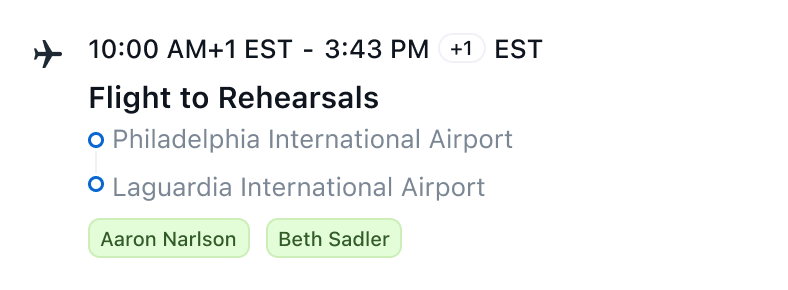 10:00 AM+1 EST - 3:43 PM +1 EST
Flight to Rehearsals
Philadelphia International Airport
Laguardia International Airport
Aaron Narlson Beth Sadler